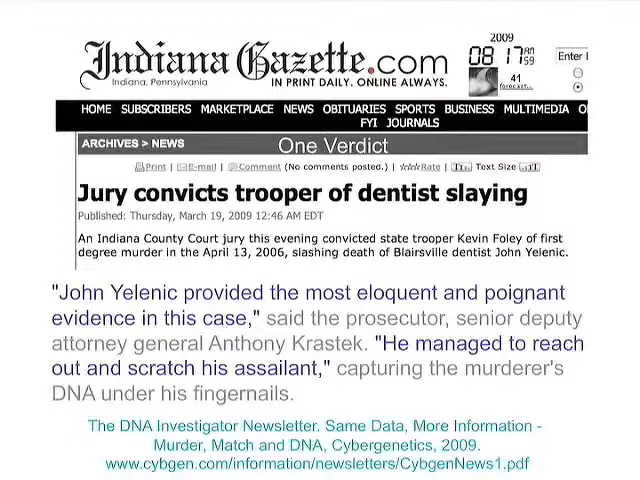 Indiana Gazette.com
Indiana, Pennsylvania
IN PRINT DAILY. ONLINE ALWAYS.
2009
08 17 AM 59
41
forecast...
Enter
HOME SUBSCRIBERS MARKETPLACE NEWS OBITUARIES SPORTS BUSINESS MULTIMEDIA O
FYI JOURNALS
ARCHIVES > NEWS
One Verdict
Print | E-mail | Comment (No comments posted.) | Rate | Text Size
Jury convicts trooper of dentist slaying
Published: Thursday, March 19, 2009 12:46 AM EDT
An Indiana County Court jury this evening convicted state trooper Kevin Foley of first
degree murder in the April 13, 2006, slashing death of Blairsville dentist John Yelenic.
"John Yelenic provided the most eloquent and poignant
evidence in this case," said the prosecutor, senior deputy
attorney general Anthony Krastek. "He managed to reach
out and scratch his assailant," capturing the murderer's
DNA under his fingernails.
The DNA Investigator Newsletter. Same Data, More Information -
Murder, Match and DNA, Cybergenetics, 2009.
www.cybgen.com/information/newsletters/CybgenNews1.pdf